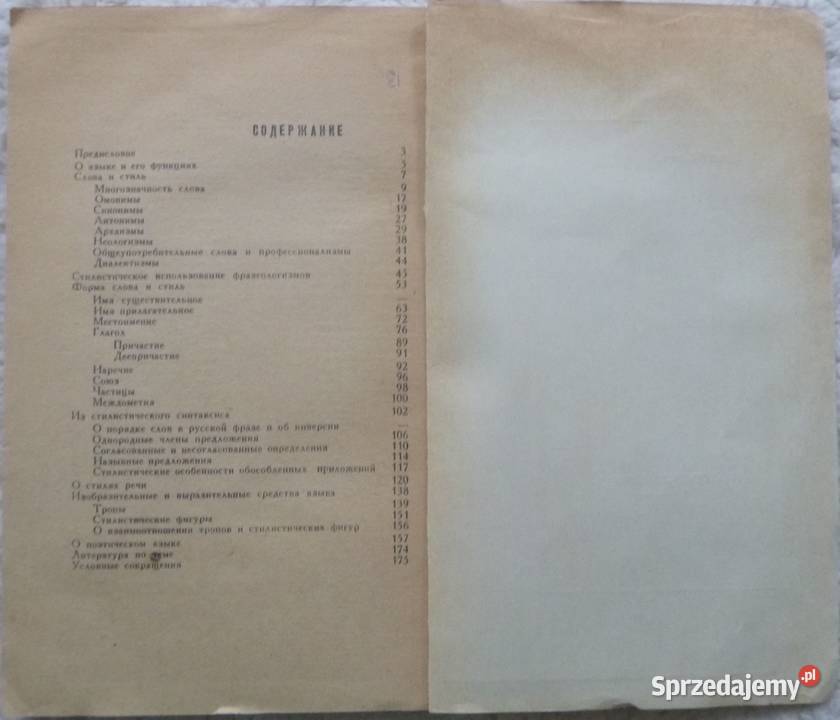 СОДЕРЖАНИЕ
Предисловие 3
О языке и его функциях 5
Слова и стиль 7
Многозначность слова 9
Омонимы 17
Синонимы 19
Антонимы 27
Архаизмы 29
Неологизмы 38
Общеупотребительные слова и профессионализмы 41
Диалектизмы 44
Стилистическое использование фразеологизмов 45
Форма слова и стиль 53
Имя существительное —
Имя прилагательное 63
Местоимение 72
Глагол 76
Причастие 89
Деепричастие 91
Наречие 92
Союз 96
Частицы 98
Междометия 100
Из стилистического синтаксиса 102
О порядке слов в русской фразе и об инверсии —
Однородные члены предложения 106
Согласованные и несогласованные определения 110
Назывные предложения 114
Стилистические особенности обособленных приложений 117
О стилях речи 120
Изобразительные и выразительные средства языка 138
Тропы 139
Стилистические фигуры 151
О взаимоотношении тропов и стилистических фигур 156
О поэтическом языке 157
Литература по теме 174
Условные сокращения 175
Sprzedajemy.pl